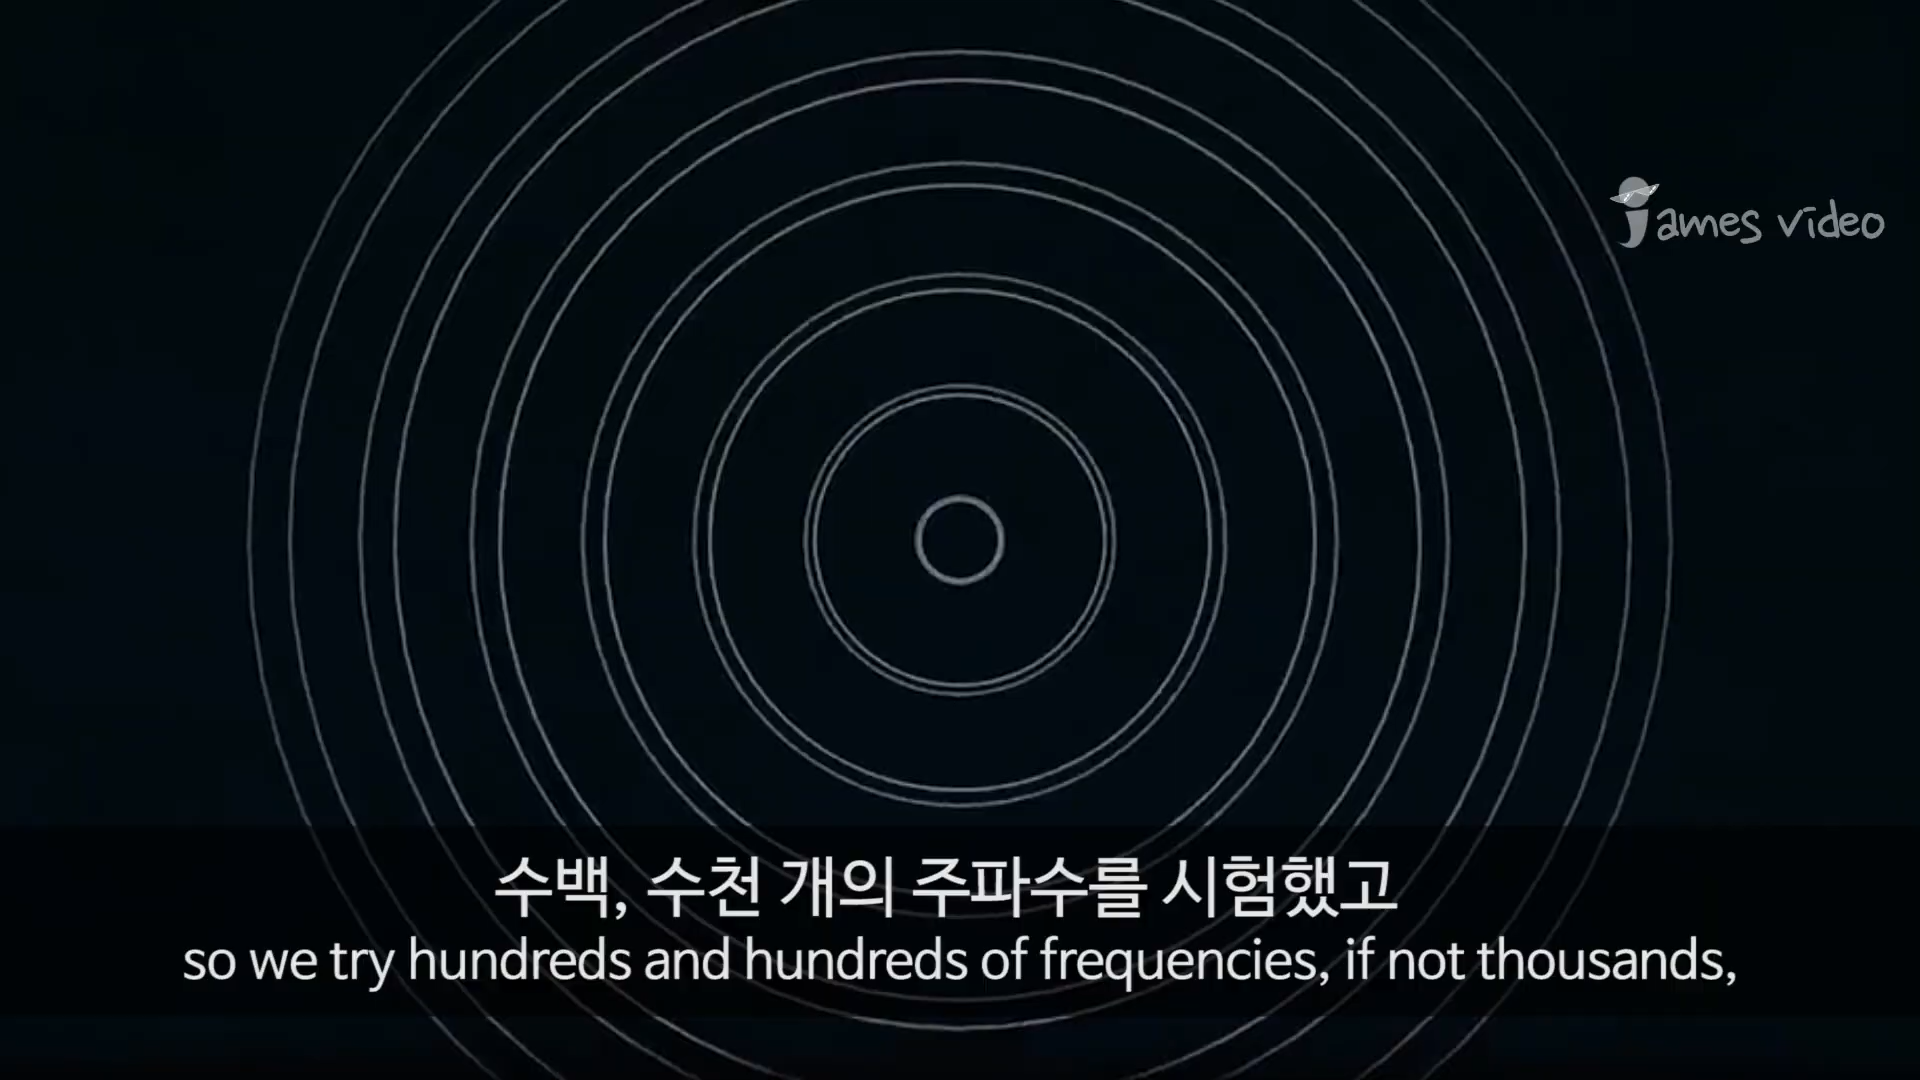 james video
수백, 수천 개의 주파수를 시험했고
so we try hundreds and hundreds of frequencies, if not thousands,